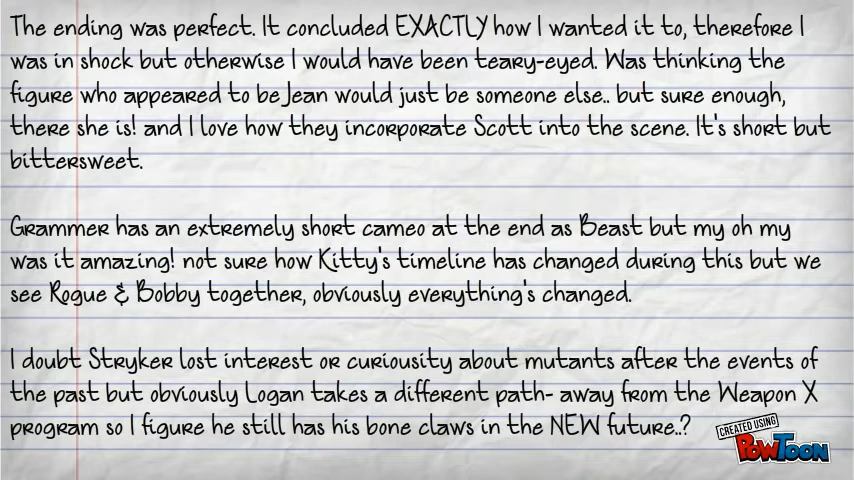 The ending was perfect. It concluded EXACTLY how I wanted it to, therefore I
was in shock but otherwise I would have been teary-eyed. Was thinking the
figure who appeared to be Jean would just be someone else.. but sure enough,
there she is! and I love how they incorporate Scott into the scene. It's short but
bittersweet.
Grammer has an extremely short cameo at the end as Beast but my oh my
was it amazing! not sure how Kitty's timeline has changed during this but we
see Rogue & Bobby together, obviously everything's changed.
I doubt Stryker lost interest or curiousity about mutants after the events of
the past but obviously Logan takes a different path- away from the Weapon X
program so I figure he still has his bone claws in the NEW future..?
CREATED USING
POWTOON